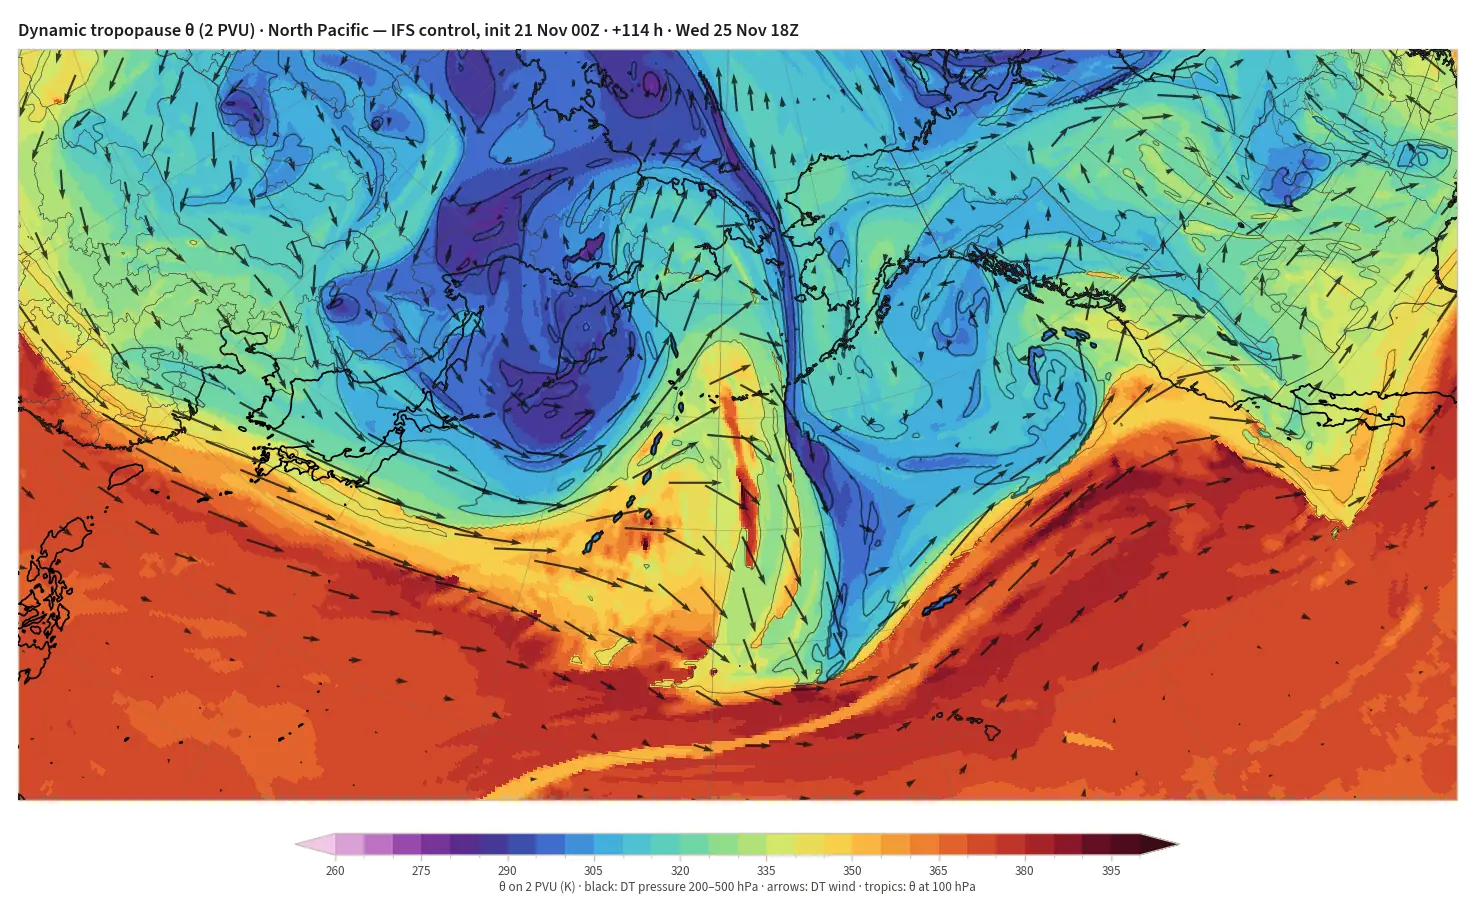 Dynamic tropopause θ (2 PVU) · North Pacific — IFS control, init 21 Nov 00Z · +114 h · Wed 25 Nov 18Z
260 275 290 305 320 335 350 365 380 395
θ on 2 PVU (K) · black: DT pressure 200–500 hPa · arrows: DT wind · tropics: θ at 100 hPa